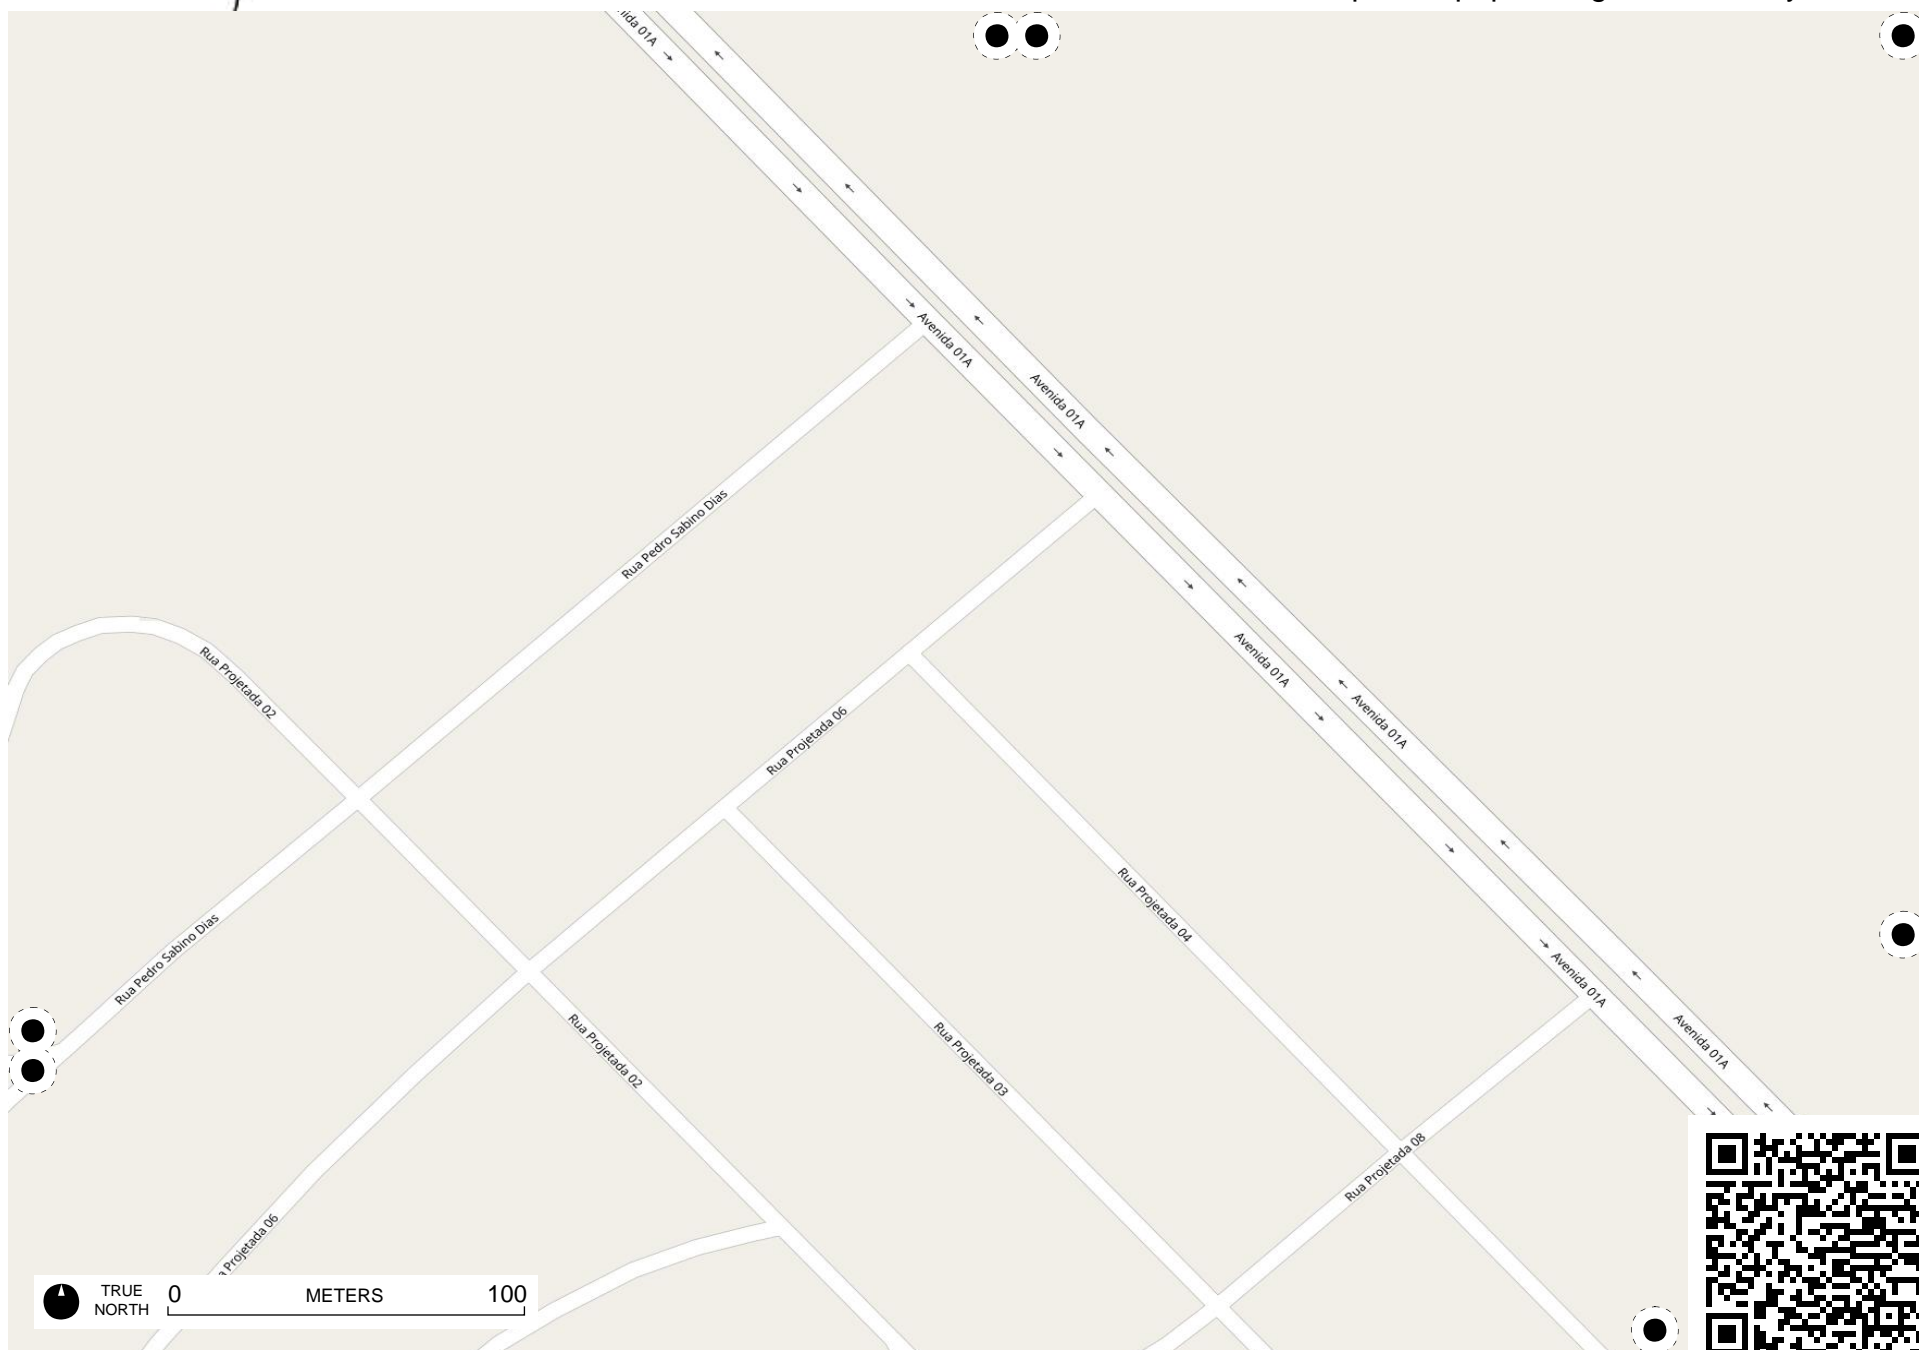 Avenida 01A
Avenida 01A
Rua Pedro Sabino Dias
Rua Projetada 02
Avenida 01A
Rua Projetada 06
Avenida 01A
Rua Projetada 04
Rua Pedro Sabino Dias
Avenida 01A
Rua Projetada 02
Rua Projetada 03
Avenida 01A
Rua Projetada 08
Projetada 06
TRUE
NORTH
0 METERS 100